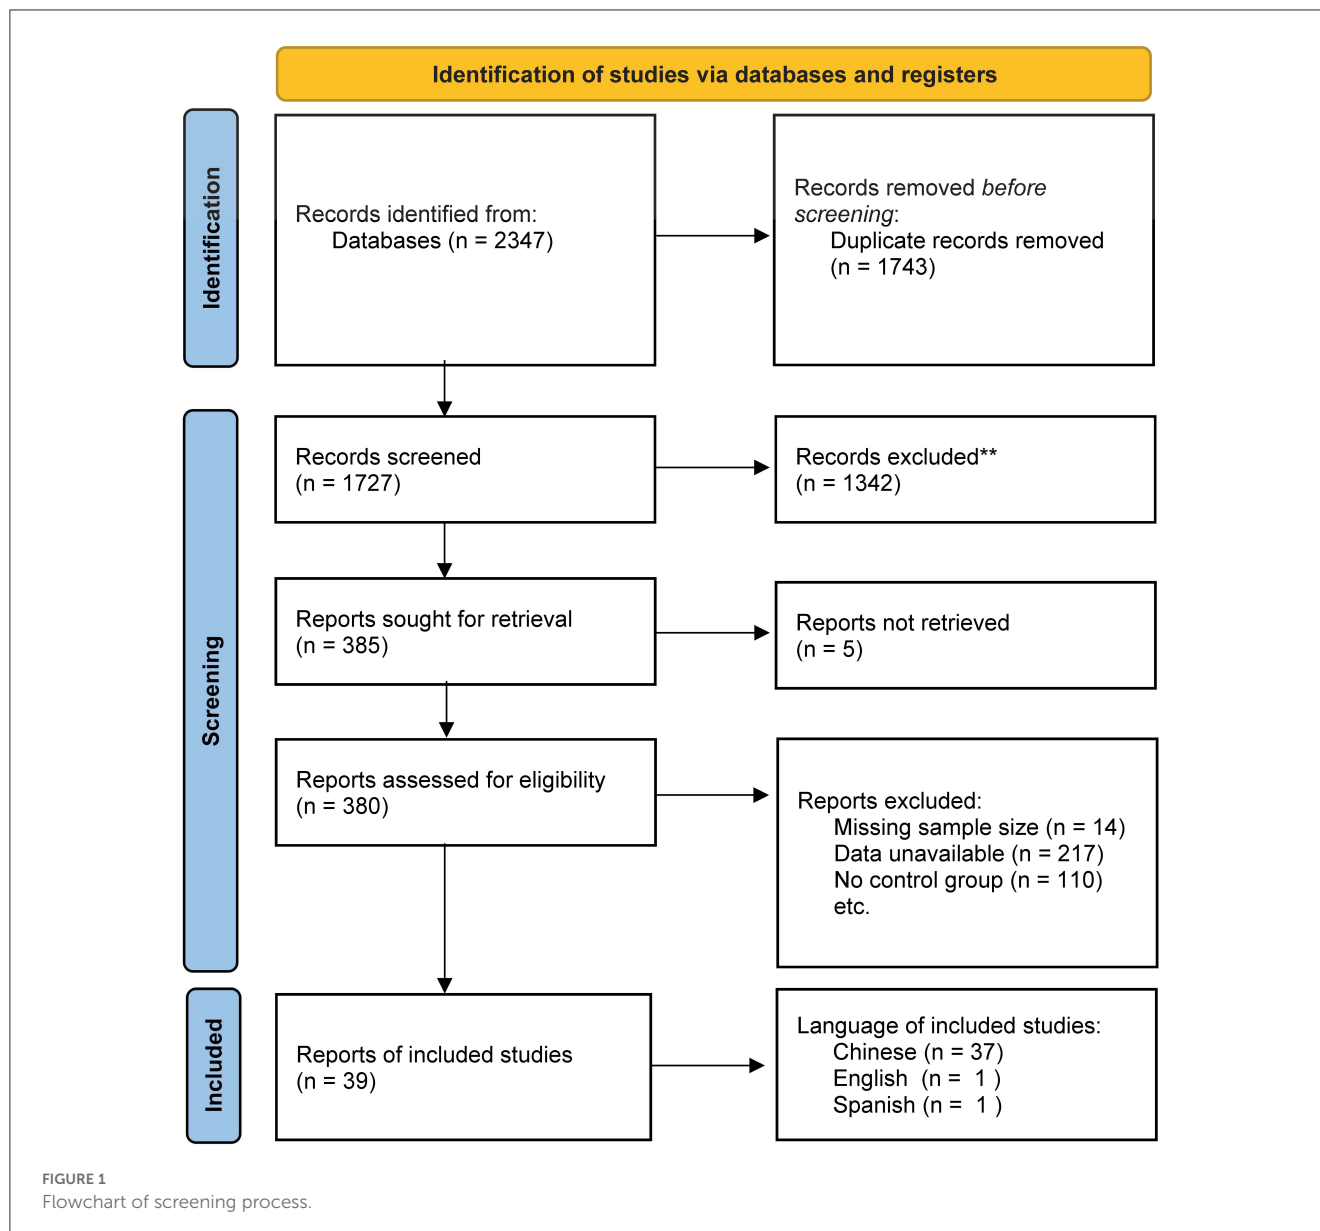 Identification of studies via databases and registers
Identification
Records identified from:
Databases (n = 2347)
Records removed before
screening:
Duplicate records removed
(n = 1743)
Screening
Records screened
(n = 1727)
Records excluded**
(n = 1342)
Reports sought for retrieval
(n = 385)
Reports not retrieved
(n = 5)
Reports assessed for eligibility
(n = 380)
Reports excluded:
Missing sample size (n = 14)
Data unavailable (n = 217)
No control group (n = 110)
etc.
Included
Reports of included studies
(n = 39)
Language of included studies:
Chinese (n = 37)
English (n = 1 )
Spanish (n = 1 )
FIGURE 1
Flowchart of screening process.